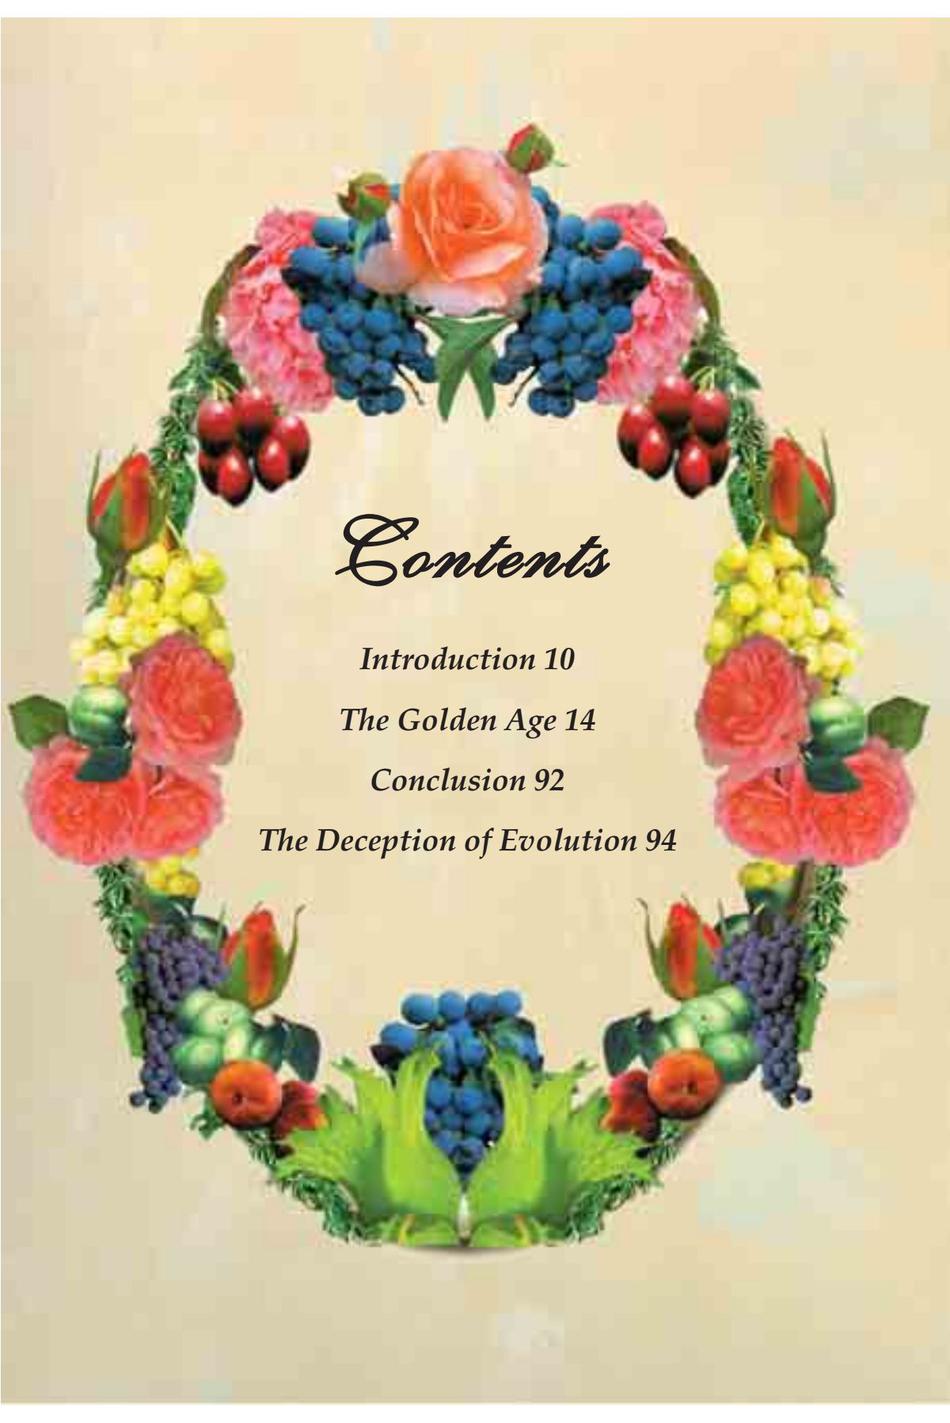 Contents
Introduction 10
The Golden Age 14
Conclusion 92
The Deception of Evolution 94